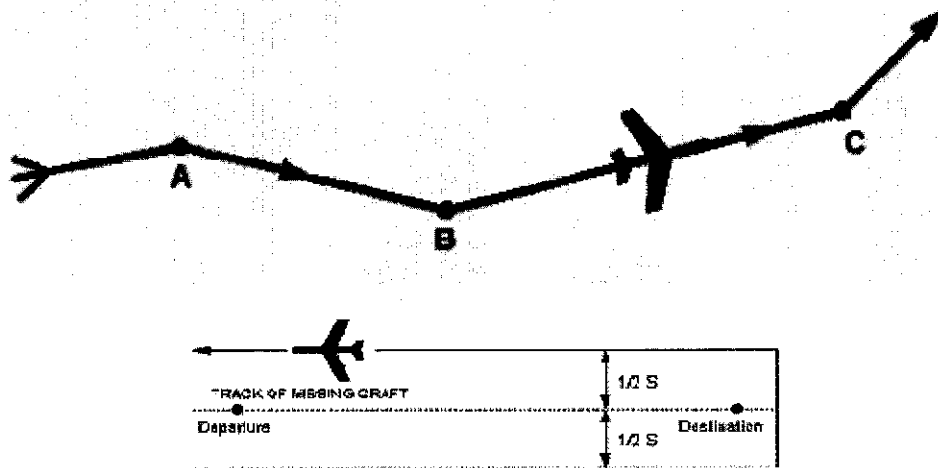 A
B
C
1/2 S
TRACK OF MISSING CRAFT
Departure
Destination
1/2 S